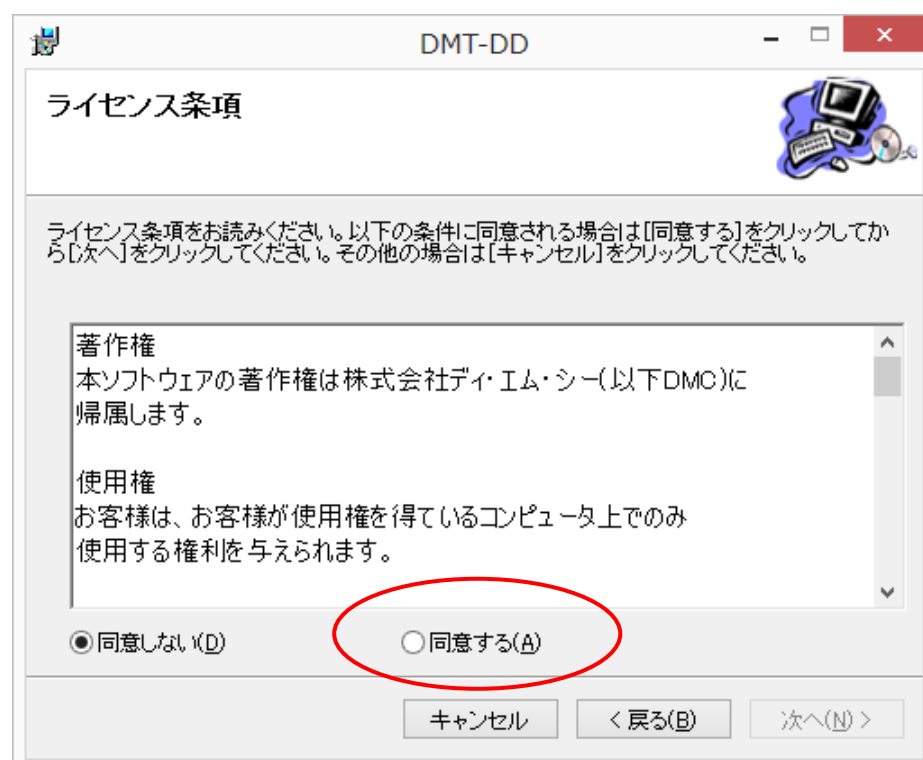 DMT-DD
ライセンス条項
ライセンス条項をお読みください。以下の条件に同意される場合は[同意する]をクリックしてか
ら[次へ]をクリックしてください。その他の場合は[キャンセル]をクリックしてください。
著作権
本ソフトウェアの著作権は株式会社ディ・エム・シー(以下DMC)に
帰属します。
使用権
お客様は、お客様が使用権を得ているコンピュータ上でのみ
使用する権利を与えられます。
同意しない(D) 同意する(A)
キャンセル < 戻る(B) 次へ(N) >